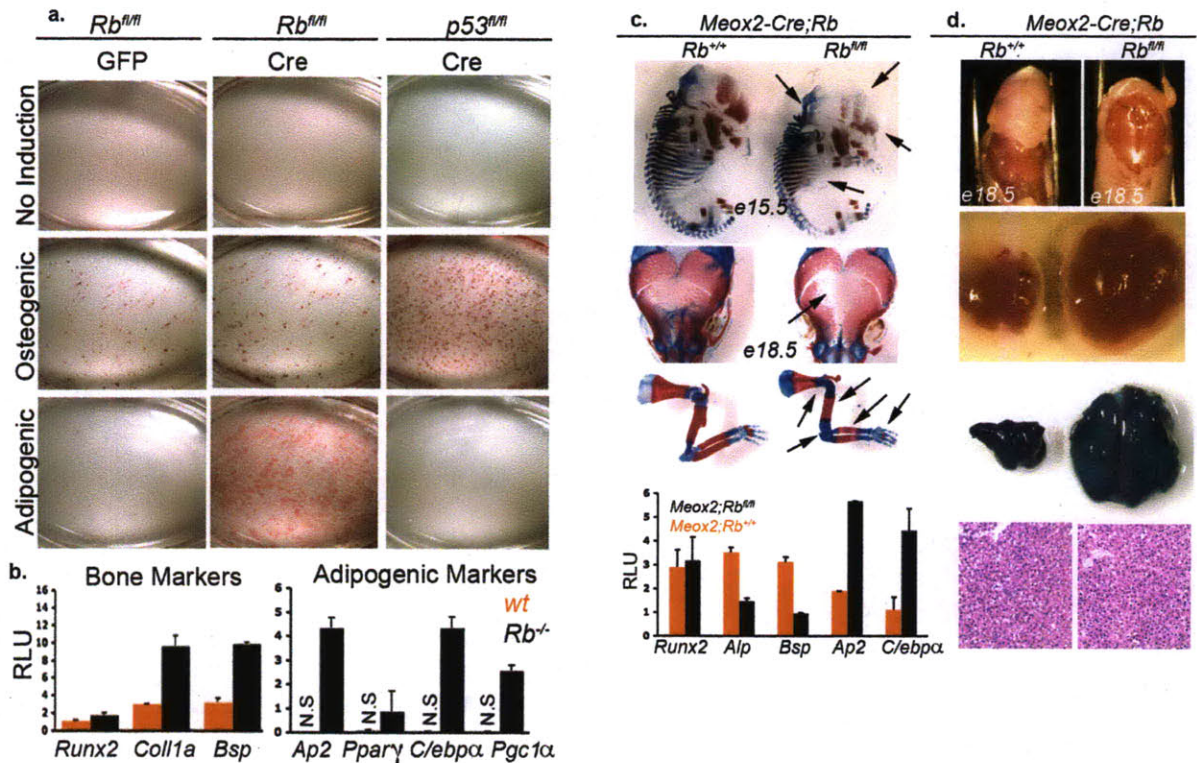 a.
Rb^fl/fl Rb^fl/fl p53^fl/fl
GFP Cre Cre
No Induction
Osteogenic
Adipogenic
b.
Bone Markers
RLU
16
14
12
10
8
6
4
2
0
Runx2 Coll1a Bsp
Adipogenic Markers
wt
Rb^-/-
6
5
4
3
2
1
0
N.S N.S N.S N.S
Ap2 Pparγ C/ebpα Pgc1α
c.
Meox2-Cre;Rb
Rb^+/+ Rb^fl/fl
e15.5
e18.5
Meox2;Rb^fl/fl
Meox2;Rb^+/+
RLU
6
5
4
3
2
1
0
Runx2 Alp Bsp Ap2 C/ebpα
d.
Meox2-Cre;Rb
Rb^+/+ Rb^fl/fl
e18.5 e18.5